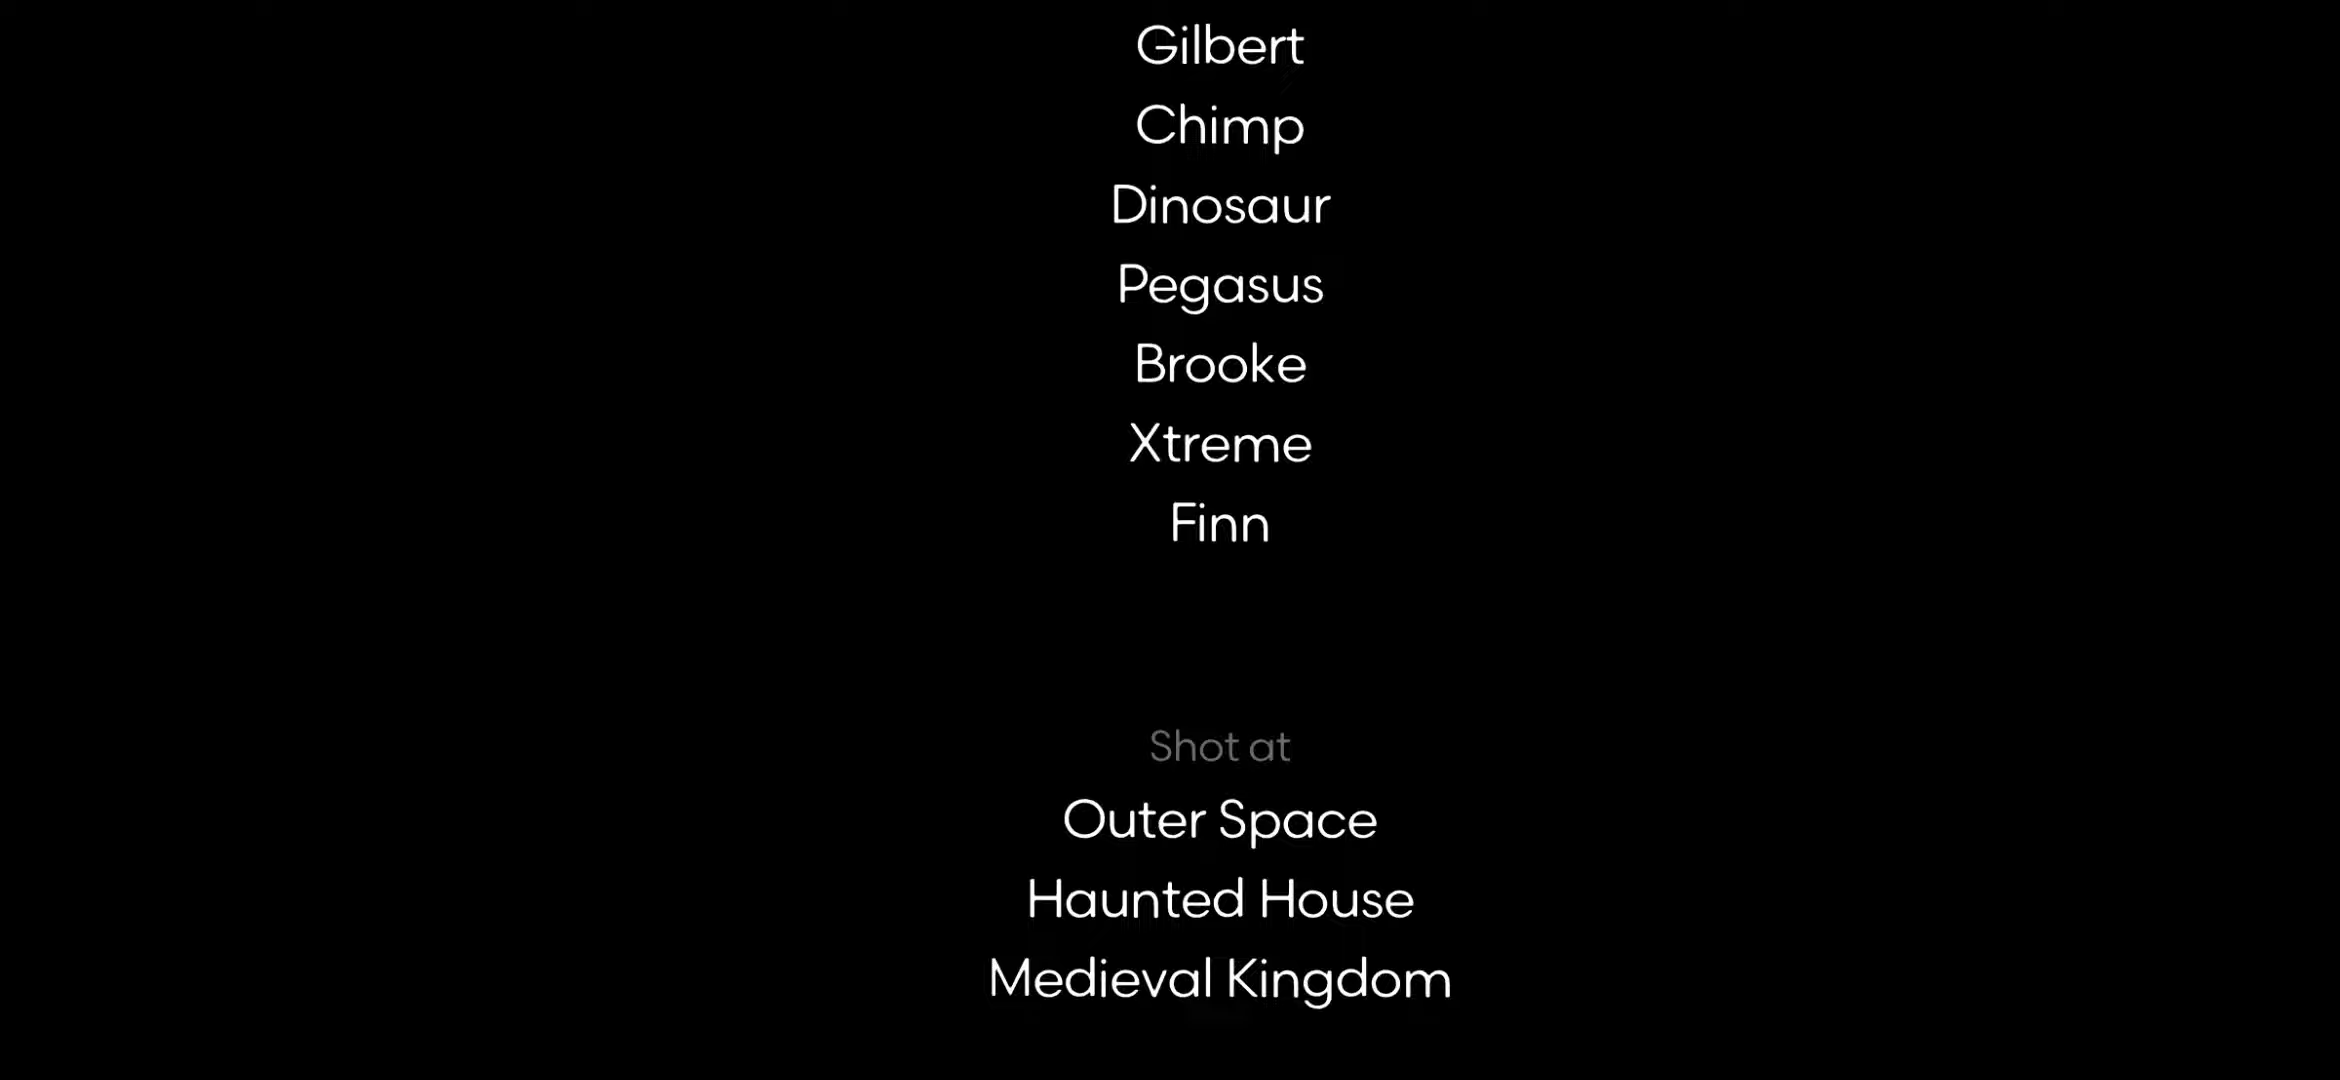 Gilbert
Chimp
Dinosaur
Pegasus
Brooke
Xtreme
Finn
Shot at
Outer Space
Haunted House
Medieval Kingdom